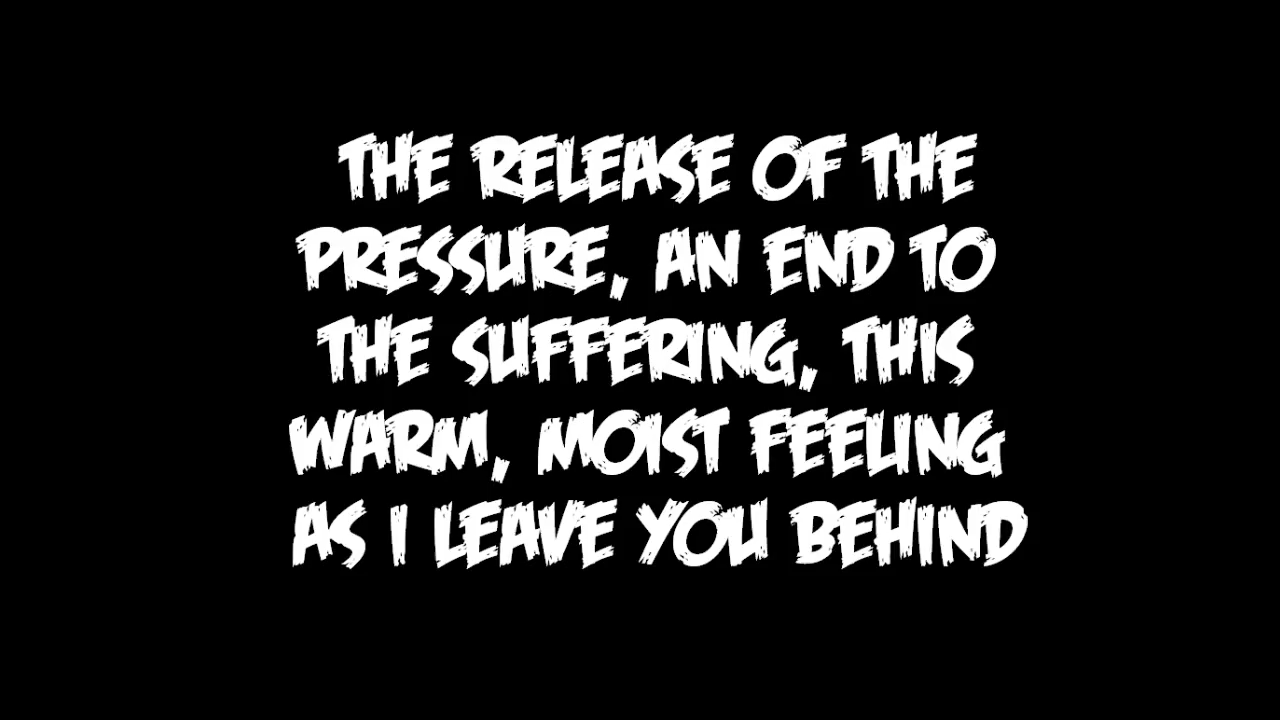 THE RELEASE OF THE
PRESSURE, AN END TO
THE SUFFERING, THIS
WARM, MOIST FEELING
AS I LEAVE YOU BEHIND